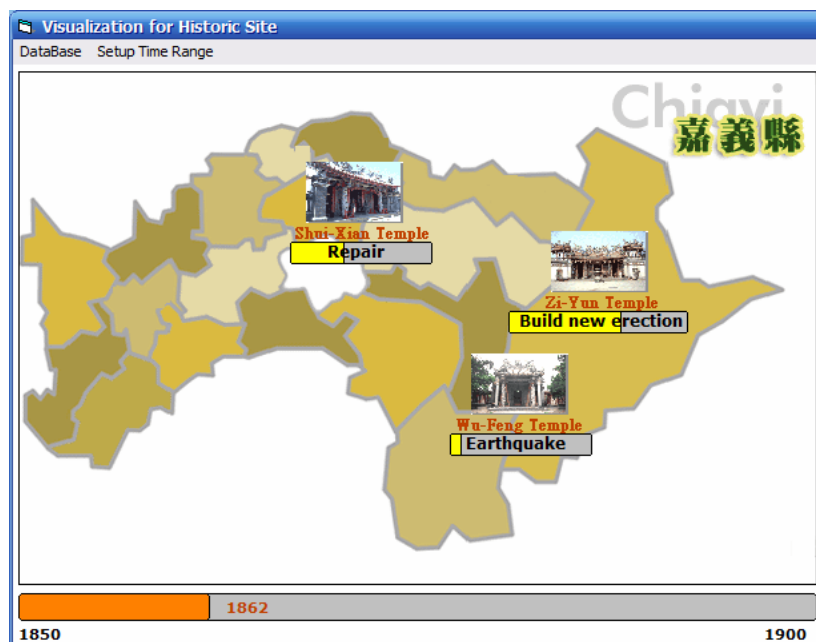 Visualization for Historic Site
DataBase Setup Time Range
Chiayi
嘉義縣
Shui-Xian Temple
Repair
Zi-Yun Temple
Build new erection
Wu-Feng Temple
Earthquake
1862
1850 1900